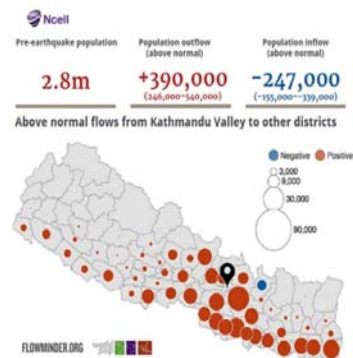 Ncell
Pre-earthquake population
Population outflow
(above normal)
Population inflow
(above normal)
2.8m
+390,000
(246,000-540,000)
-247,000
(-155,000--339,000)
Above normal flows from Kathmandu Valley to other districts
Negative
Positive
3,000
9,000
30,000
90,000
FLOWMINDER.ORG